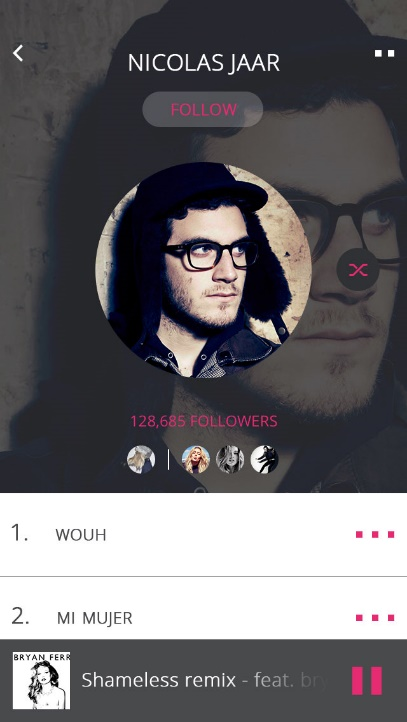 NICOLAS JAAR
FOLLOW
128,685 FOLLOWERS
1. WOUH
2. MI MUJER
BRYAN FERR
Shameless remix - feat. bry